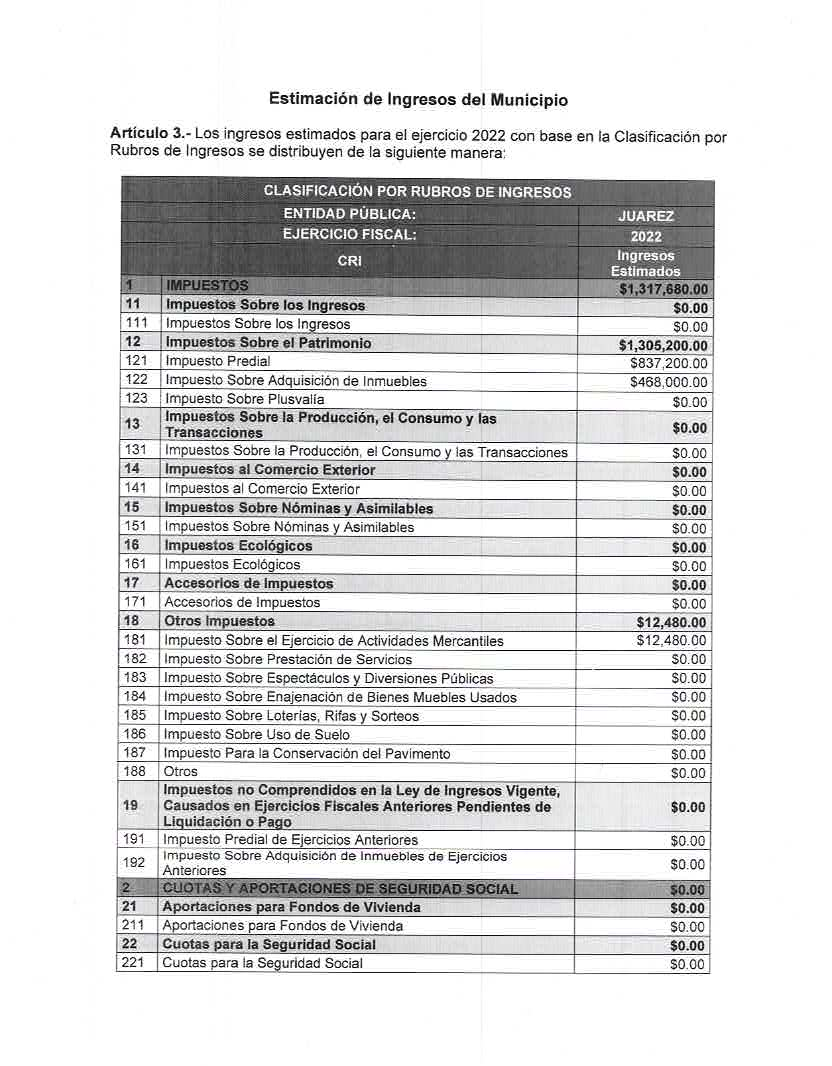 Estimación de Ingresos del Municipio
Artículo 3.- Los ingresos estimados para el ejercicio 2022 con base en la Clasificación por
Rubros de Ingresos se distribuyen de la siguiente manera:
CLASIFICACIÓN POR RUBROS DE INGRESOS
ENTIDAD PÚBLICA: JUAREZ
EJERCICIO FISCAL: 2022
CRI Ingresos
Estimados
1 IMPUESTOS $1,317,680.00
11 Impuestos Sobre los Ingresos $0.00
111 Impuestos Sobre los Ingresos $0.00
12 Impuestos Sobre el Patrimonio $1,305,200.00
121 Impuesto Predial $837,200.00
122 Impuesto Sobre Adquisición de Inmuebles $468,000.00
123 Impuesto Sobre Plusvalía $0.00
13 Impuestos Sobre la Producción, el Consumo y las
Transacciones $0.00
131 Impuestos Sobre la Producción, el Consumo y las Transacciones $0.00
14 Impuestos al Comercio Exterior $0.00
141 Impuestos al Comercio Exterior $0.00
15 Impuestos Sobre Nóminas y Asimilables $0.00
151 Impuestos Sobre Nóminas y Asimilables $0.00
16 Impuestos Ecológicos $0.00
161 Impuestos Ecológicos $0.00
17 Accesorios de Impuestos $0.00
171 Accesorios de Impuestos $0.00
18 Otros Impuestos $12,480.00
181 Impuesto Sobre el Ejercicio de Actividades Mercantiles $12,480.00
182 Impuesto Sobre Prestación de Servicios $0.00
183 Impuesto Sobre Espectáculos y Diversiones Públicas $0.00
184 Impuesto Sobre Enajenación de Bienes Muebles Usados $0.00
185 Impuesto Sobre Loterías, Rifas y Sorteos $0.00
186 Impuesto Sobre Uso de Suelo $0.00
187 Impuesto Para la Conservación del Pavimento $0.00
188 Otros $0.00
19 Impuestos no Comprendidos en la Ley de Ingresos Vigente,
Causados en Ejercicios Fiscales Anteriores Pendientes de
Liquidación o Pago $0.00
191 Impuesto Predial de Ejercicios Anteriores $0.00
192 Impuesto Sobre Adquisición de Inmuebles de Ejercicios
Anteriores $0.00
2 CUOTAS Y APORTACIONES DE SEGURIDAD SOCIAL $0.00
21 Aportaciones para Fondos de Vivienda $0.00
211 Aportaciones para Fondos de Vivienda $0.00
22 Cuotas para la Seguridad Social $0.00
221 Cuotas para la Seguridad Social $0.00